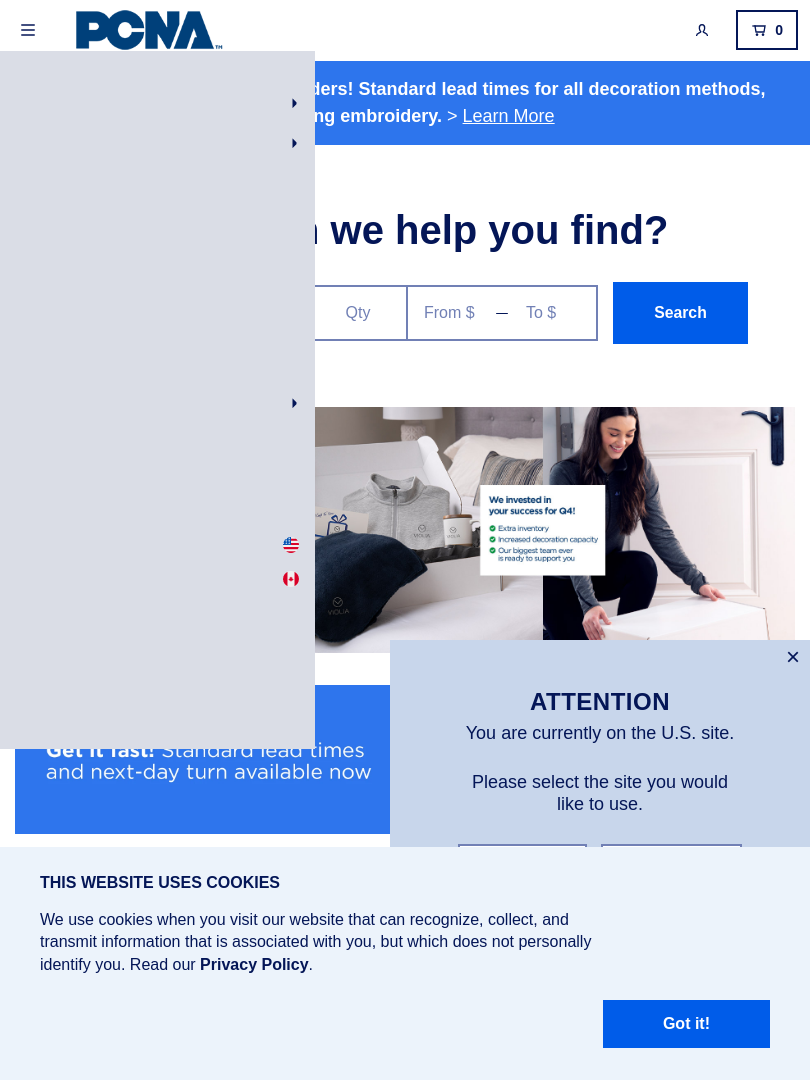 PCNA™
0
ders! Standard lead times for all decoration methods,
ng embroidery. > Learn More
we help you find?
Qty
From $ — To $
Search
We invested in
your success for Q4!
Extra inventory
Increased decoration capacity
Our biggest team ever
is ready to support you
VIOLIA
VIOLIA
VIOLIA
Get it fast! Standard lead times
and next-day turn available now
ATTENTION
You are currently on the U.S. site.
Please select the site you would
like to use.
THIS WEBSITE USES COOKIES
We use cookies when you visit our website that can recognize, collect, and
transmit information that is associated with you, but which does not personally
identify you. Read our Privacy Policy.
Got it!